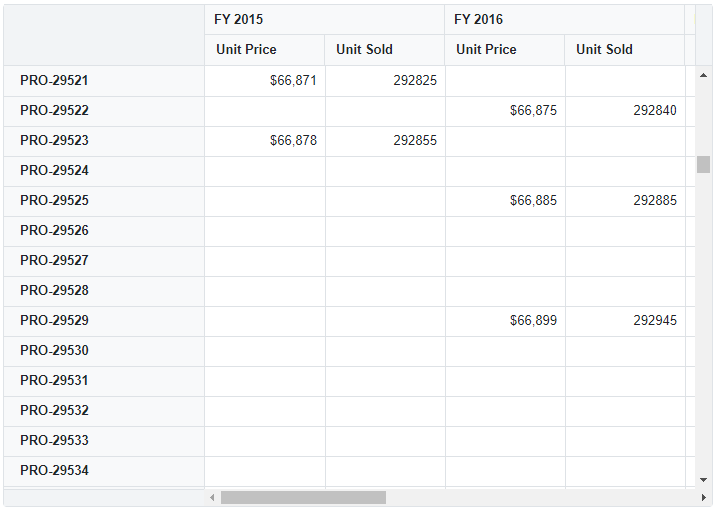 FY 2015 FY 2016
Unit Price Unit Sold Unit Price Unit Sold
PRO-29521 $66,871 292825
PRO-29522 $66,875 292840
PRO-29523 $66,878 292855
PRO-29524
PRO-29525 $66,885 292885
PRO-29526
PRO-29527
PRO-29528
PRO-29529 $66,899 292945
PRO-29530
PRO-29531
PRO-29532
PRO-29533
PRO-29534